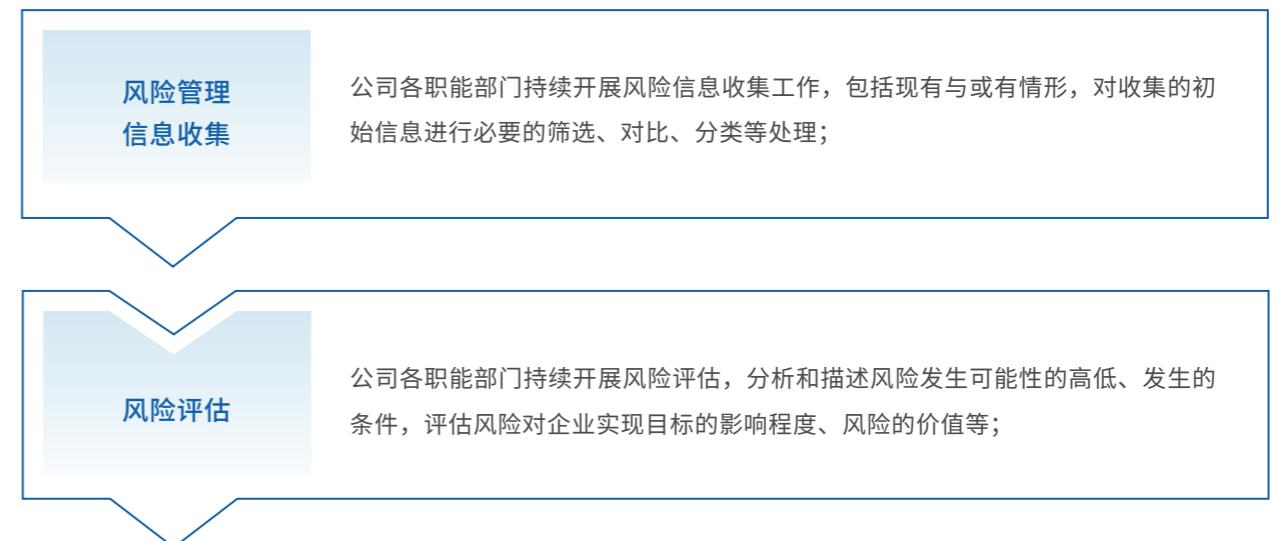 风险管理
信息收集
公司各职能部门持续开展风险信息收集工作，包括现有与或有情形，对收集的初
始信息进行必要的筛选、对比、分类等处理；
风险评估
公司各职能部门持续开展风险评估，分析和描述风险发生可能性的高低、发生的
条件，评估风险对企业实现目标的影响程度、风险的价值等；